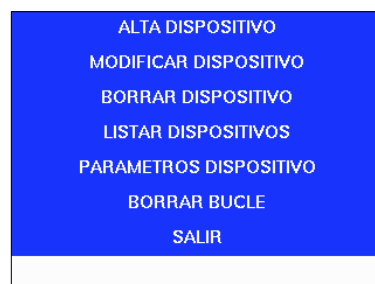 ALTA DISPOSITIVO
MODIFICAR DISPOSITIVO
BORRAR DISPOSITIVO
LISTAR DISPOSITIVOS
PARAMETROS DISPOSITIVO
BORRAR BUCLE
SALIR